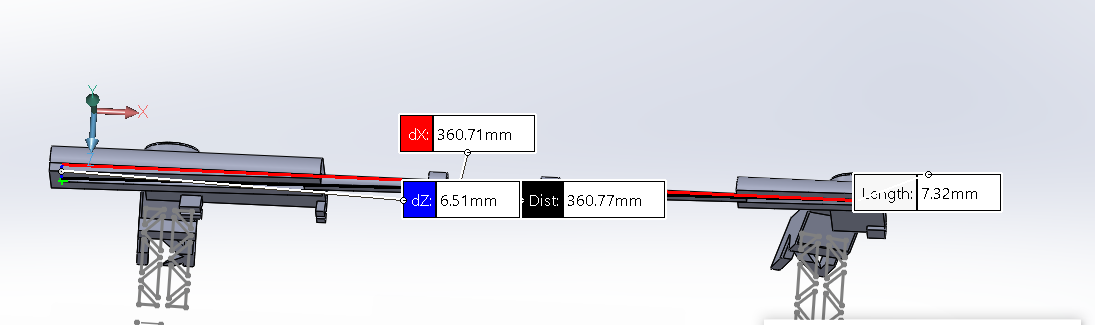 Y
X
dX: 360.71mm
dZ: 6.51mm Dist: 360.77mm
Length: 7.32mm